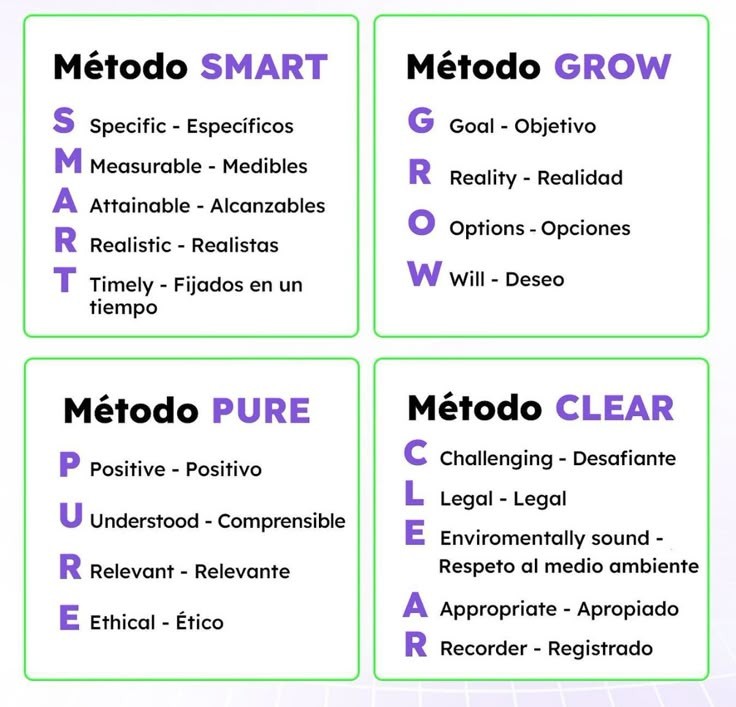 Método SMART
S Specific - Específicos
M Measurable - Medibles
A Attainable - Alcanzables
R Realistic - Realistas
T Timely - Fijados en un
tiempo
Método GROW
G Goal - Objetivo
R Reality - Realidad
O Options - Opciones
W Will - Deseo
Método PURE
P Positive - Positivo
U Understood - Comprensible
R Relevant - Relevante
E Ethical - Ético
Método CLEAR
C Challenging - Desafiante
L Legal - Legal
E Enviromentally sound -
Respeto al medio ambiente
A Appropriate - Apropiado
R Recorder - Registrado